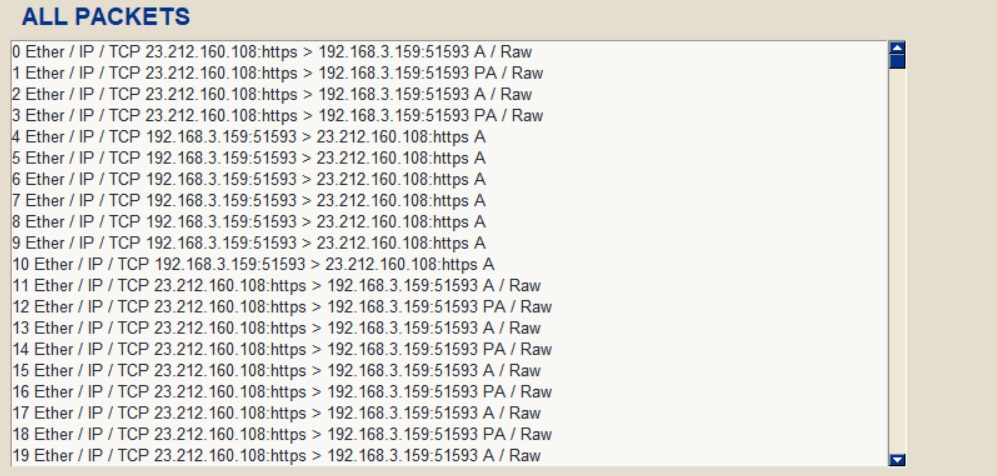 ALL PACKETS
0 Ether / IP / TCP 23.212.160.108:https > 192.168.3.159:51593 A / Raw
1 Ether / IP / TCP 23.212.160.108:https > 192.168.3.159:51593 PA / Raw
2 Ether / IP / TCP 23.212.160.108:https > 192.168.3.159:51593 A / Raw
3 Ether / IP / TCP 23.212.160.108:https > 192.168.3.159:51593 PA / Raw
4 Ether / IP / TCP 192.168.3.159:51593 > 23.212.160.108:https A
5 Ether / IP / TCP 192.168.3.159:51593 > 23.212.160.108:https A
6 Ether / IP / TCP 192.168.3.159:51593 > 23.212.160.108:https A
7 Ether / IP / TCP 192.168.3.159:51593 > 23.212.160.108:https A
8 Ether / IP / TCP 192.168.3.159:51593 > 23.212.160.108:https A
9 Ether / IP / TCP 192.168.3.159:51593 > 23.212.160.108:https A
10 Ether / IP / TCP 192.168.3.159:51593 > 23.212.160.108:https A
11 Ether / IP / TCP 23.212.160.108:https > 192.168.3.159:51593 A / Raw
12 Ether / IP / TCP 23.212.160.108:https > 192.168.3.159:51593 PA / Raw
13 Ether / IP / TCP 23.212.160.108:https > 192.168.3.159:51593 A / Raw
14 Ether / IP / TCP 23.212.160.108:https > 192.168.3.159:51593 PA / Raw
15 Ether / IP / TCP 23.212.160.108:https > 192.168.3.159:51593 A / Raw
16 Ether / IP / TCP 23.212.160.108:https > 192.168.3.159:51593 PA / Raw
17 Ether / IP / TCP 23.212.160.108:https > 192.168.3.159:51593 A / Raw
18 Ether / IP / TCP 23.212.160.108:https > 192.168.3.159:51593 PA / Raw
19 Ether / IP / TCP 23.212.160.108:https > 192.168.3.159:51593 A / Raw